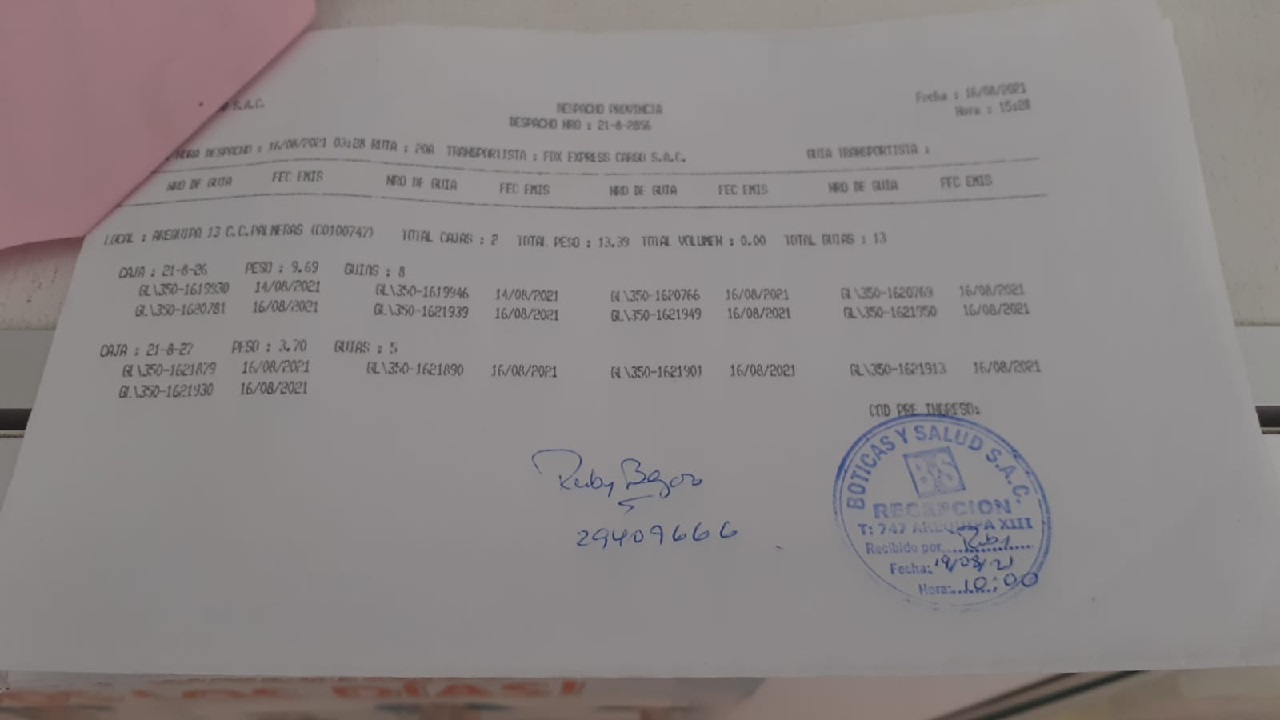 S.A.C.
DESPACHO PROVINCIA
Fecha : 16/08/2021
DESPACHO NRO : 21-8-2856
Hora : 15:28
HORA DESPACHO : 16/08/2021 03:28 RUTA : 20A TRANSPORTISTA : FDX EXPRESS CARGO S.A.C. GUIA TRANSPORTISTA :
NRO DE GUIA FEC EMIS NRO DE GUIA FEC EMIS NRO DE GUIA FEC EMIS NRO DE GUIA FEC EMIS
LOCAL : AREQUIPA 13 C.C.PALMERAS (C0100747) TOTAL CAJAS : 2 TOTAL PESO : 13.39 TOTAL VOLUMEN : 0.00 TOTAL GUIAS : 13
CAJA : 21-8-26 PESO : 9.69 GUIAS : 8
GL\350-1619930 14/08/2021 GL\350-1619946 14/08/2021 GL\350-1620766 16/08/2021 GL\350-1620769 16/08/2021
GL\350-1620781 16/08/2021 GL\350-1621939 16/08/2021 GL\350-1621949 16/08/2021 GL\350-1621950 16/08/2021
CAJA : 21-8-27 PESO : 3.70 GUIAS : 5
GL\350-1621879 16/08/2021 GL\350-1621890 16/08/2021 GL\350-1621901 16/08/2021 GL\350-1621913 16/08/2021
GL\350-1621930 16/08/2021
COD PRE INGRESO:
BOTICAS Y SALUD S.A.C.
BYS
RECEPCION
T: 747 AREQUIPA XIII
Recibido por Ruby
Fecha: 19/08/21
Hora: 10:00
Ruby
29409666
DIAS!